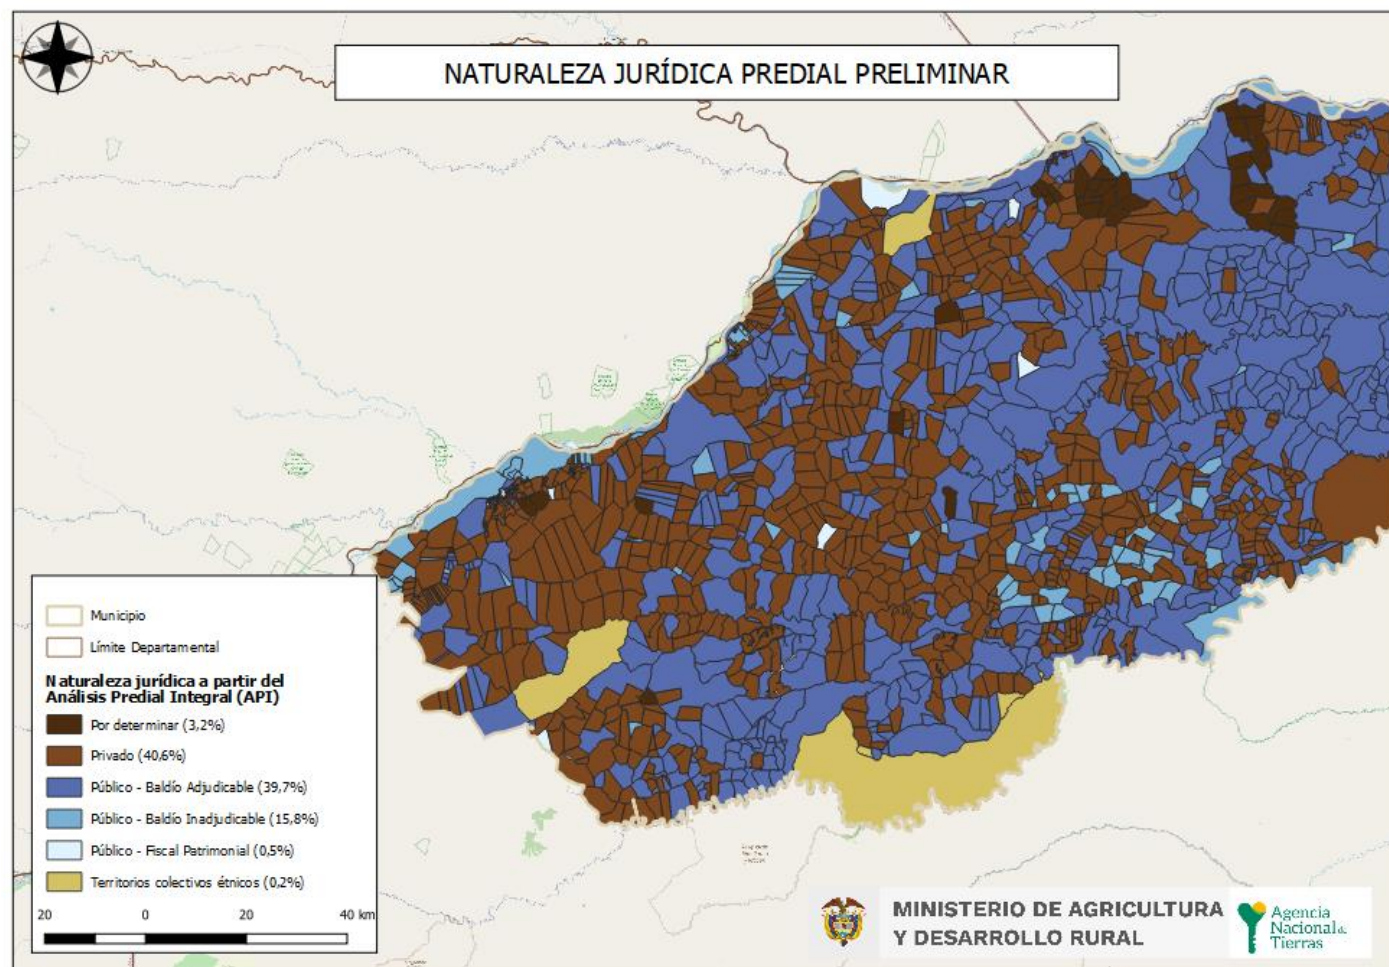 NATURALEZA JURÍDICA PREDIAL PRELIMINAR
Municipio
Límite Departamental
Naturaleza jurídica a partir del
Análisis Predial Integral (API)
Por determinar (3,2%)
Privado (40,6%)
Público - Baldío Adjudicable (39,7%)
Público - Baldío Inadjudicable (15,8%)
Público - Fiscal Patrimonial (0,5%)
Territorios colectivos étnicos (0,2%)
20 0 20 40 km
MINISTERIO DE AGRICULTURA
Y DESARROLLO RURAL
Agencia
Nacional de
Tierras